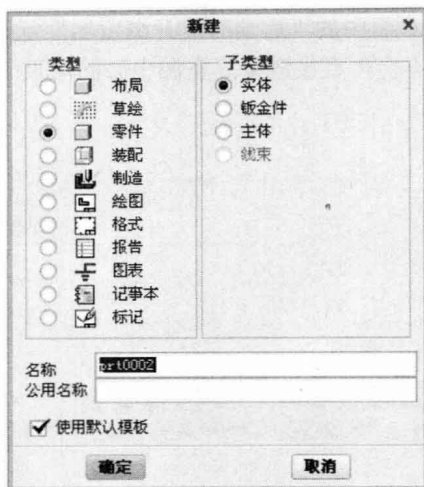 新建
类型
布局
草绘
零件
装配
制造
绘图
格式
报告
图表
记事本
标记
子类型
实体
钣金件
主体
线束
名称
prt0002
公用名称
使用默认模板
确定
取消